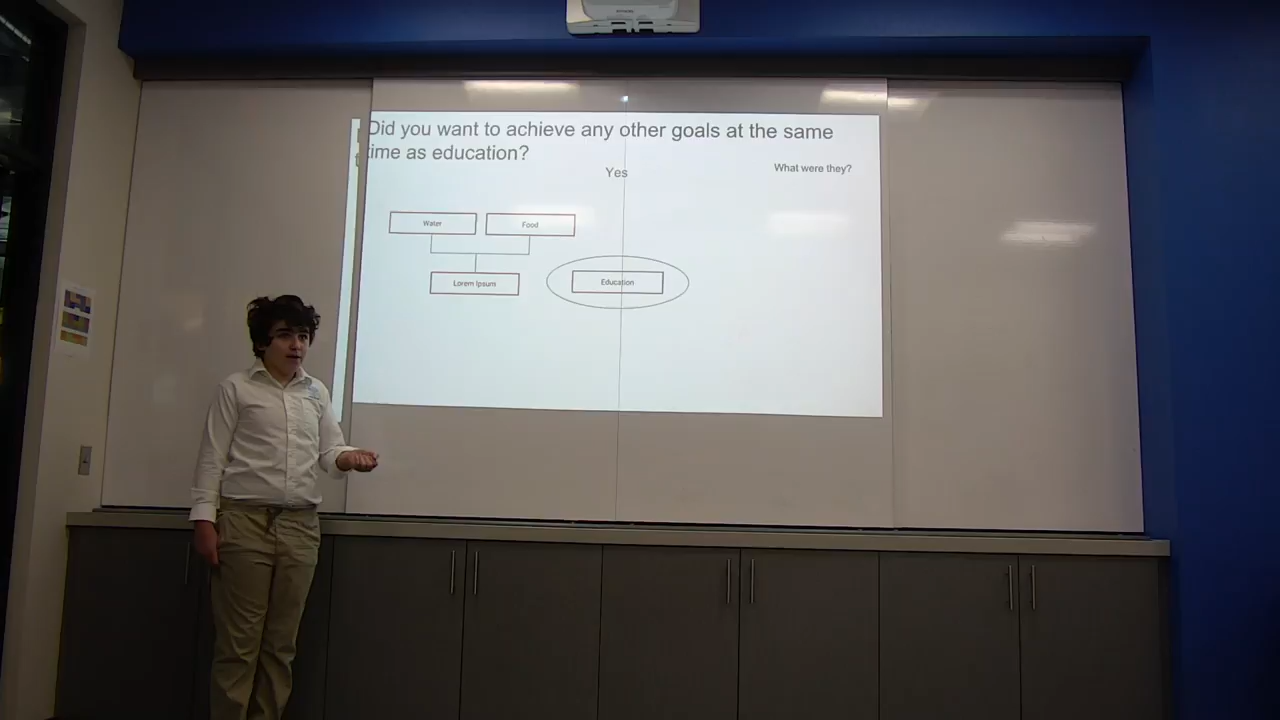 Did you want to achieve any other goals at the same
time as education?
Yes
What were they?
Water
Food
Lorem Ipsum
Education